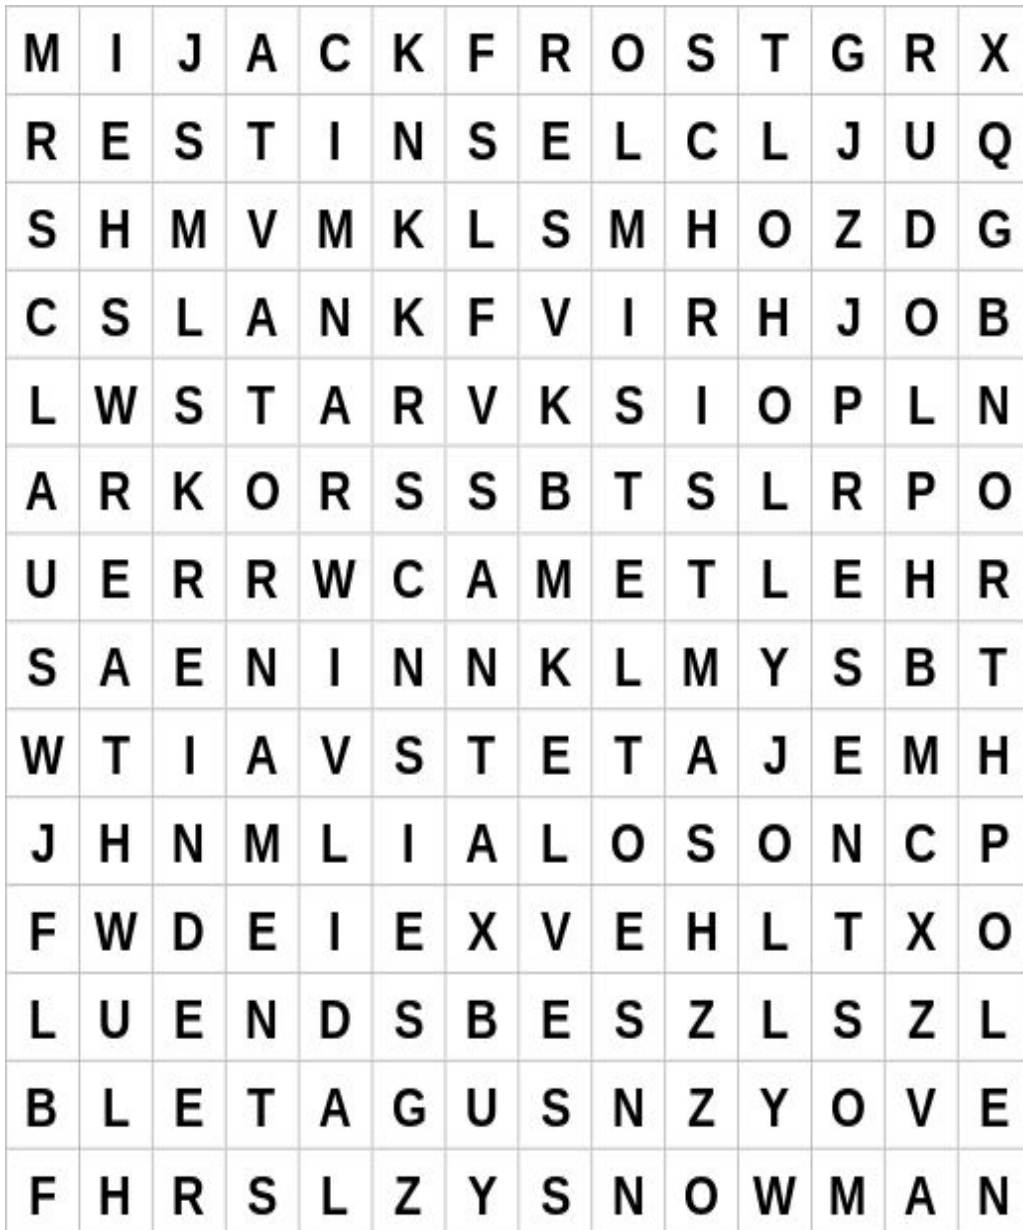 M I J A C K F R O S T G R X
R E S T I N S E L C L J U Q
S H M V M K L S M H O Z D G
C S L A N K F V I R H J O B
L W S T A R V K S I O P L N
A R K O R S S B T S L R P O
U E R R W C A M E T L E H R
S A E N I N N K L M Y S B T
W T I A V S T E T A J E M H
J H N M L I A L O S O N C P
F W D E I E X V E H L T X O
L U E N D S B E S Z L S Z L
B L E T A G U S N Z Y O V E
F H R S L Z Y S N O W M A N